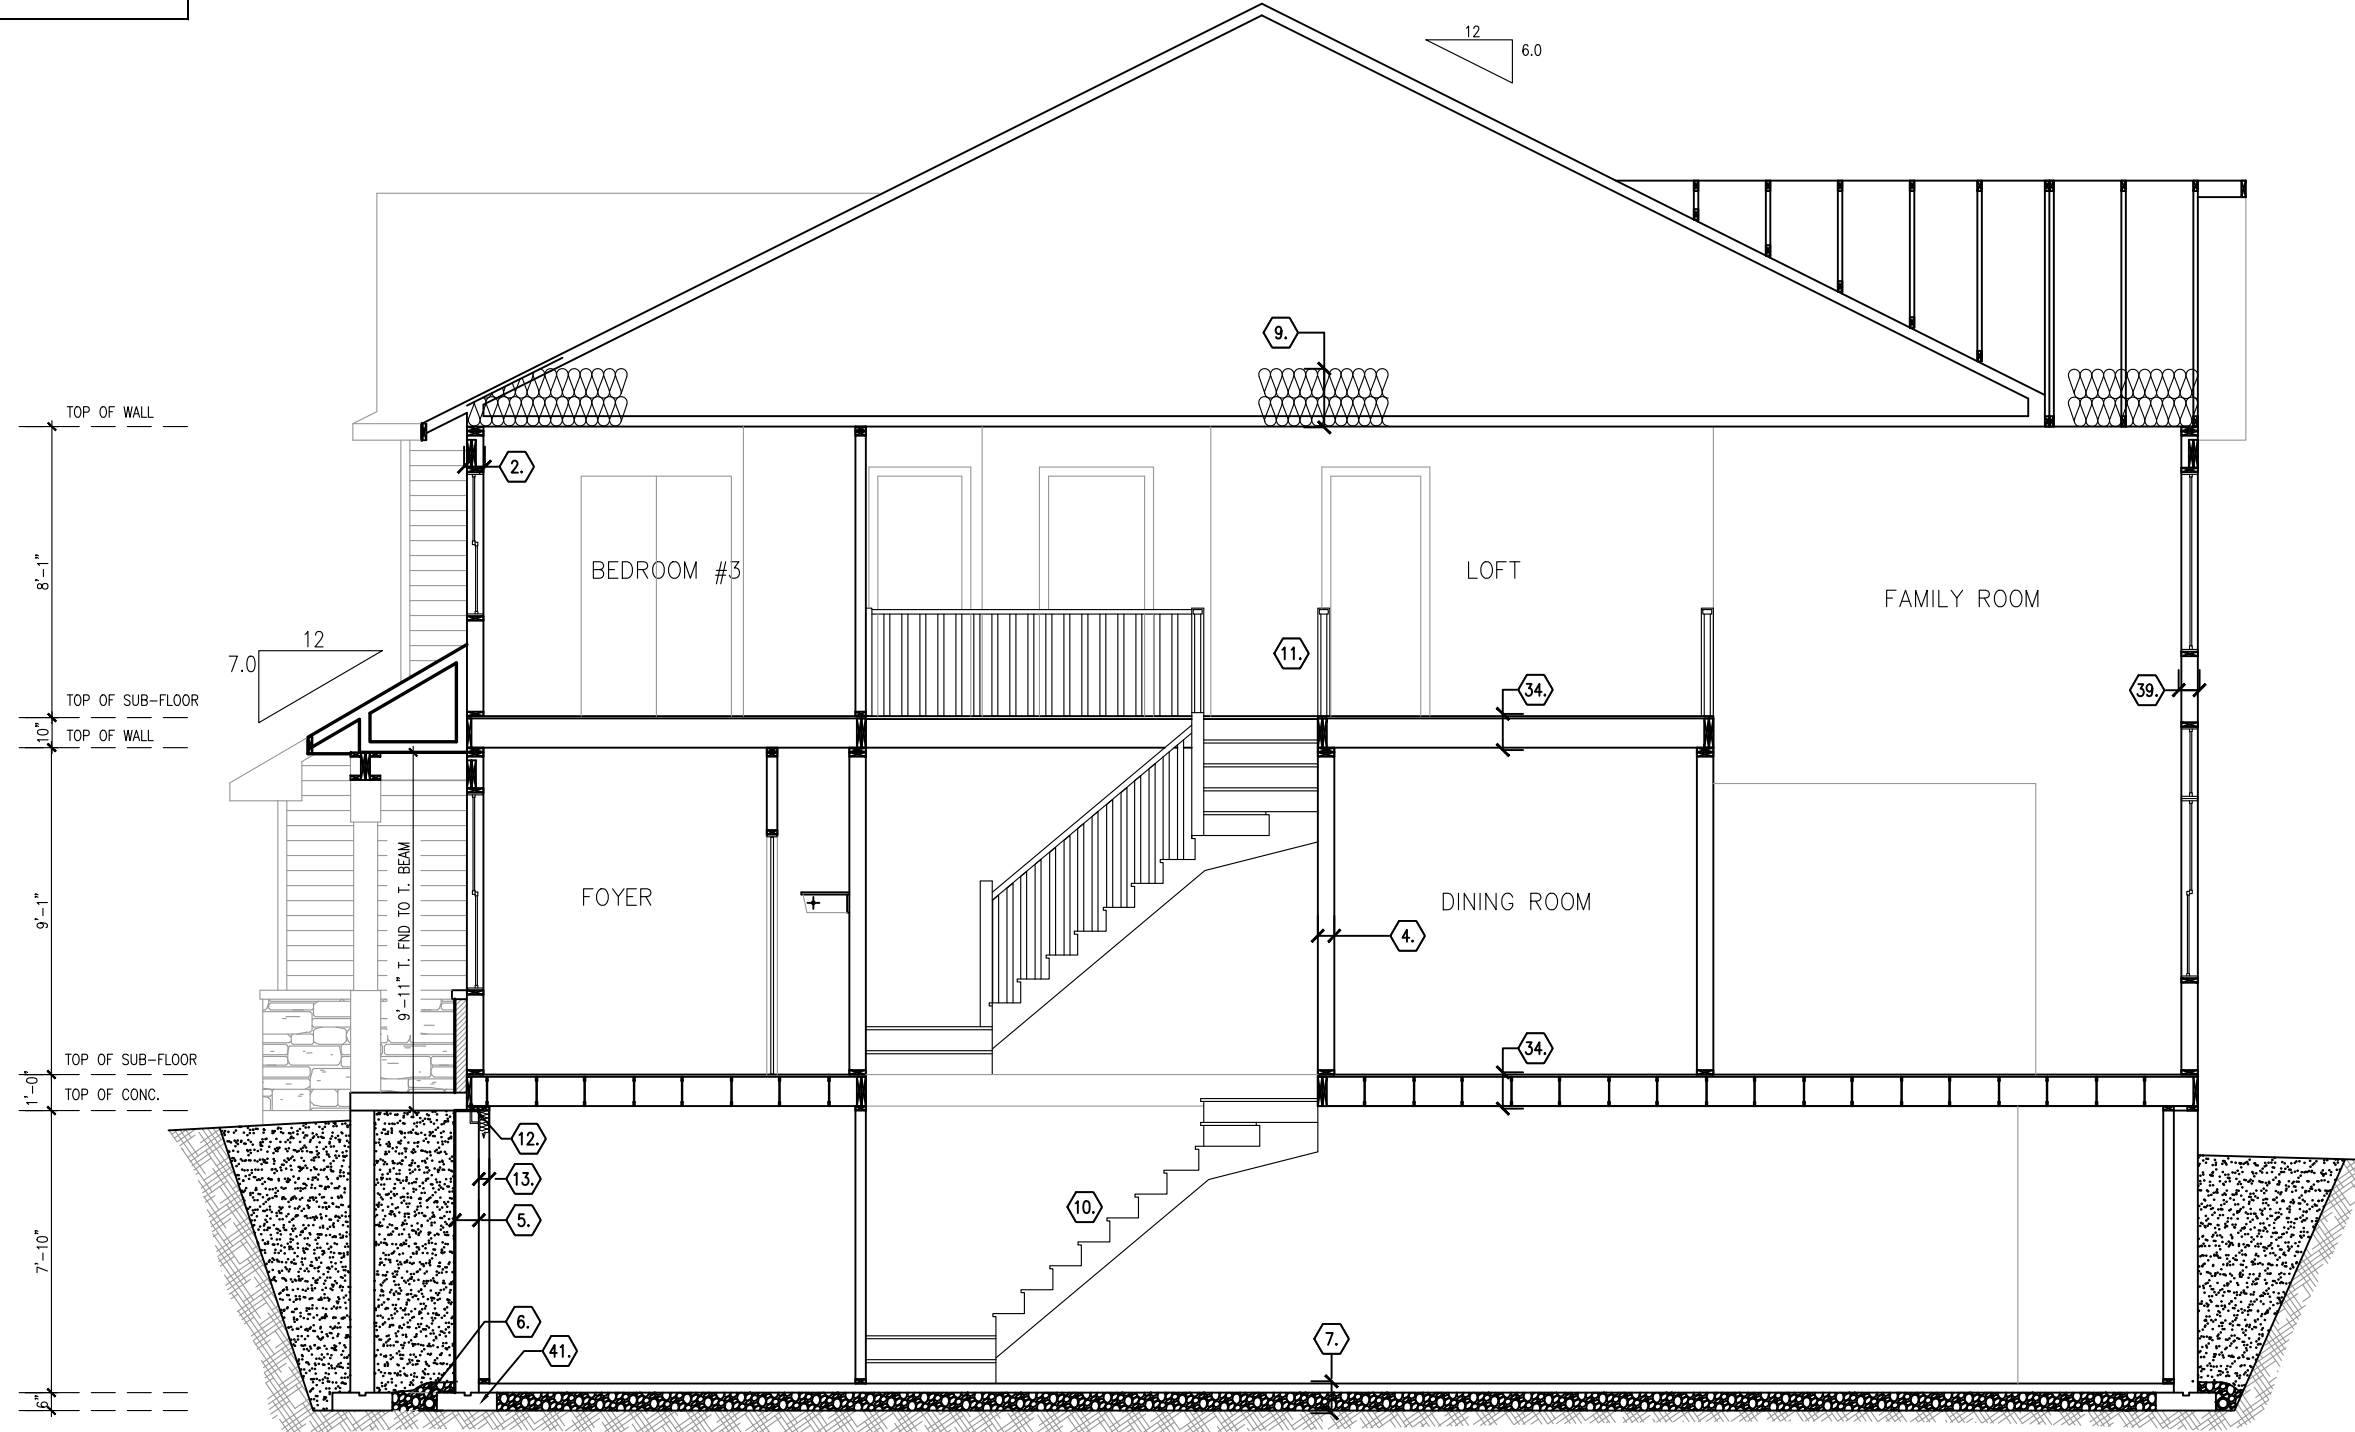 12
6.0
9.
TOP OF WALL
2.
8'-1"
BEDROOM #3
LOFT
FAMILY ROOM
12
7.0
11.
34.
39.
TOP OF SUB-FLOOR
10"
TOP OF WALL
9'-1"
9'-11" T. FND TO T. BEAM
FOYER
DINING ROOM
4.
34.
TOP OF SUB-FLOOR
1'-0"
TOP OF CONC.
12.
13.
5.
10.
7'-10"
6.
41.
7.
6"